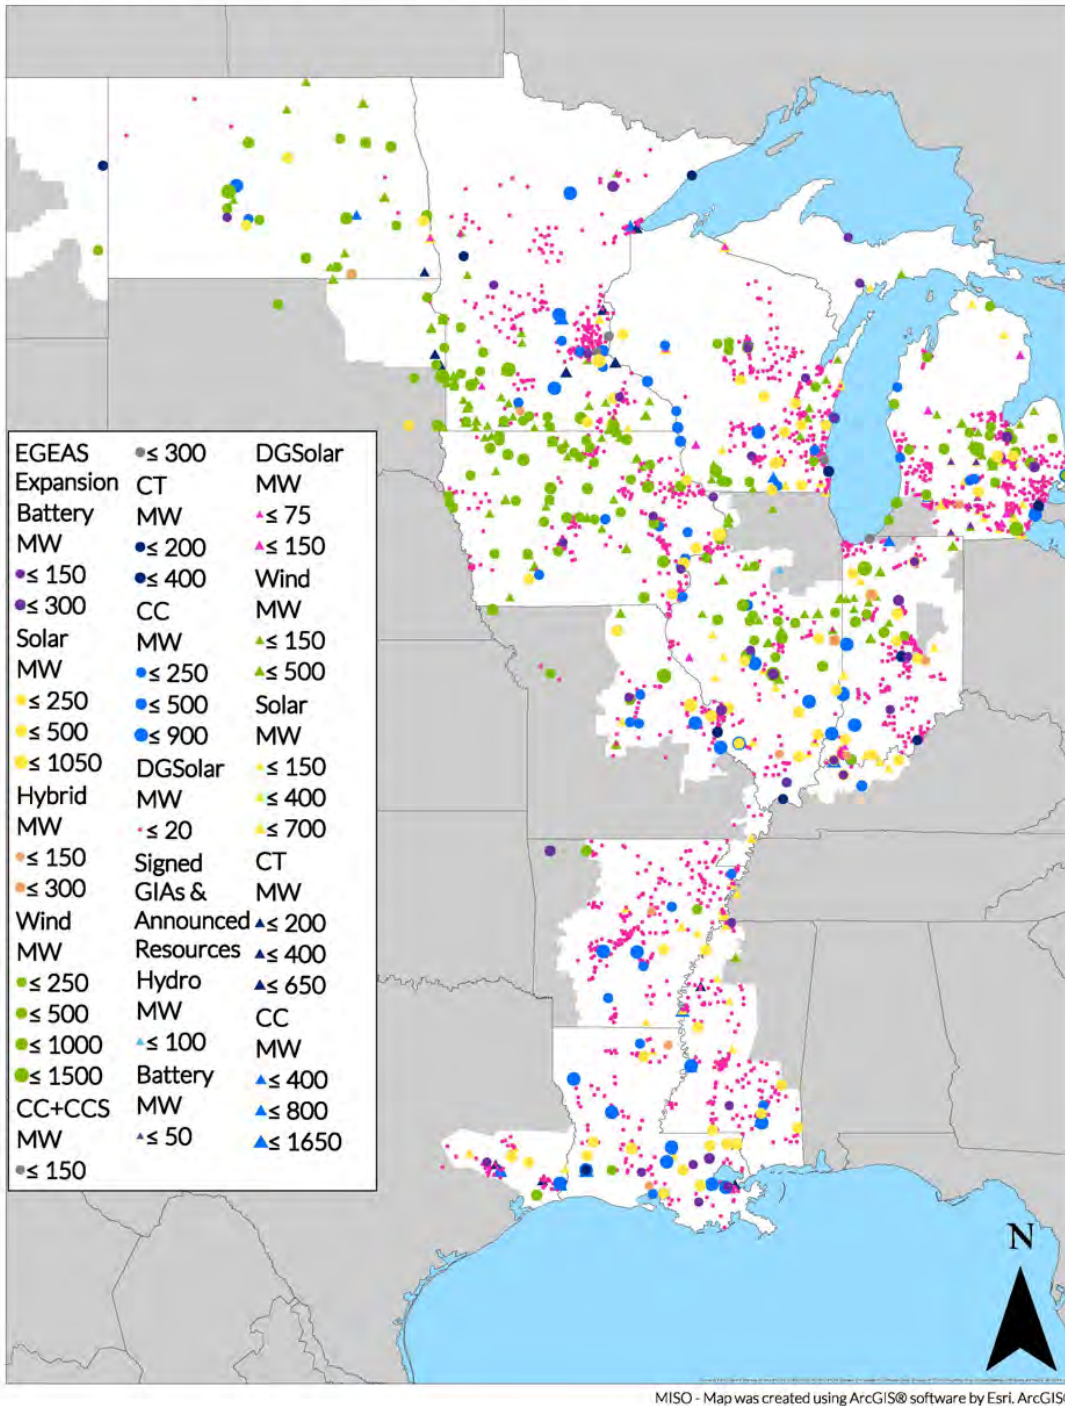 EGEAS
Expansion
Battery
MW
≤ 150
≤ 300
Solar
MW
≤ 250
≤ 500
≤ 1050
Hybrid
MW
≤ 150
≤ 300
Wind
MW
≤ 250
≤ 500
≤ 1000
≤ 1500
CC+CCS
MW
≤ 150
≤ 300
CT
MW
≤ 200
≤ 400
CC
MW
≤ 250
≤ 500
≤ 900
DGSolar
MW
≤ 20
Signed
GIAs &
Announced
Resources
Hydro
MW
≤ 100
Battery
MW
≤ 50
DGSolar
MW
≤ 75
≤ 150
Wind
MW
≤ 150
≤ 500
Solar
MW
≤ 150
≤ 400
≤ 700
CT
MW
≤ 200
≤ 400
≤ 650
CC
MW
≤ 400
≤ 800
≤ 1650
N
MISO - Map was created using ArcGIS® software by Esri. ArcGIS®